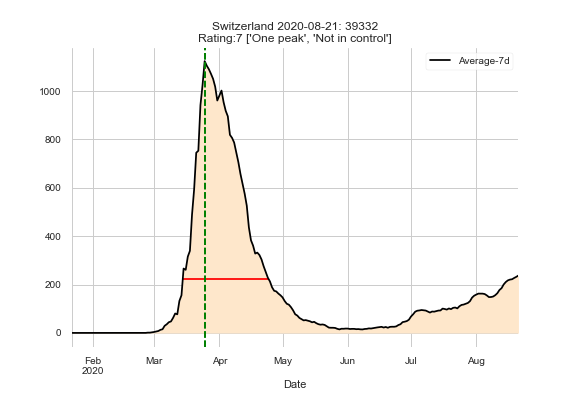 Switzerland 2020-08-21: 39332
Rating:7 ['One peak', 'Not in control']
Average-7d
1000
800
600
400
200
0
Feb
2020
Mar
Apr
May
Jun
Jul
Aug
Date